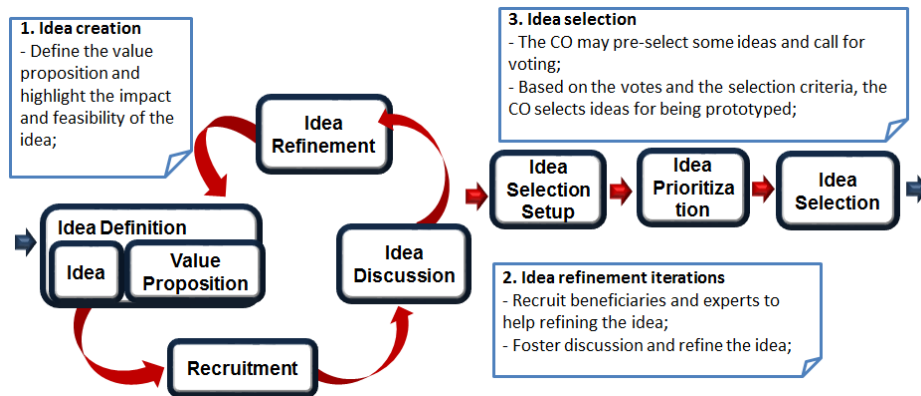 1. Idea creation
- Define the value
proposition and
highlight the impact
and feasibility of the
idea;
3. Idea selection
- The CO may pre-select some ideas and call for
voting;
- Based on the votes and the selection criteria, the
CO selects ideas for being prototyped;
Idea
Refinement
Idea
Selection
Setup
Idea
Prioritiza
tion
Idea
Selection
Idea Definition
Idea
Value
Proposition
Idea
Discussion
Recruitment
2. Idea refinement iterations
- Recruit beneficiaries and experts to
help refining the idea;
- Foster discussion and refine the idea;